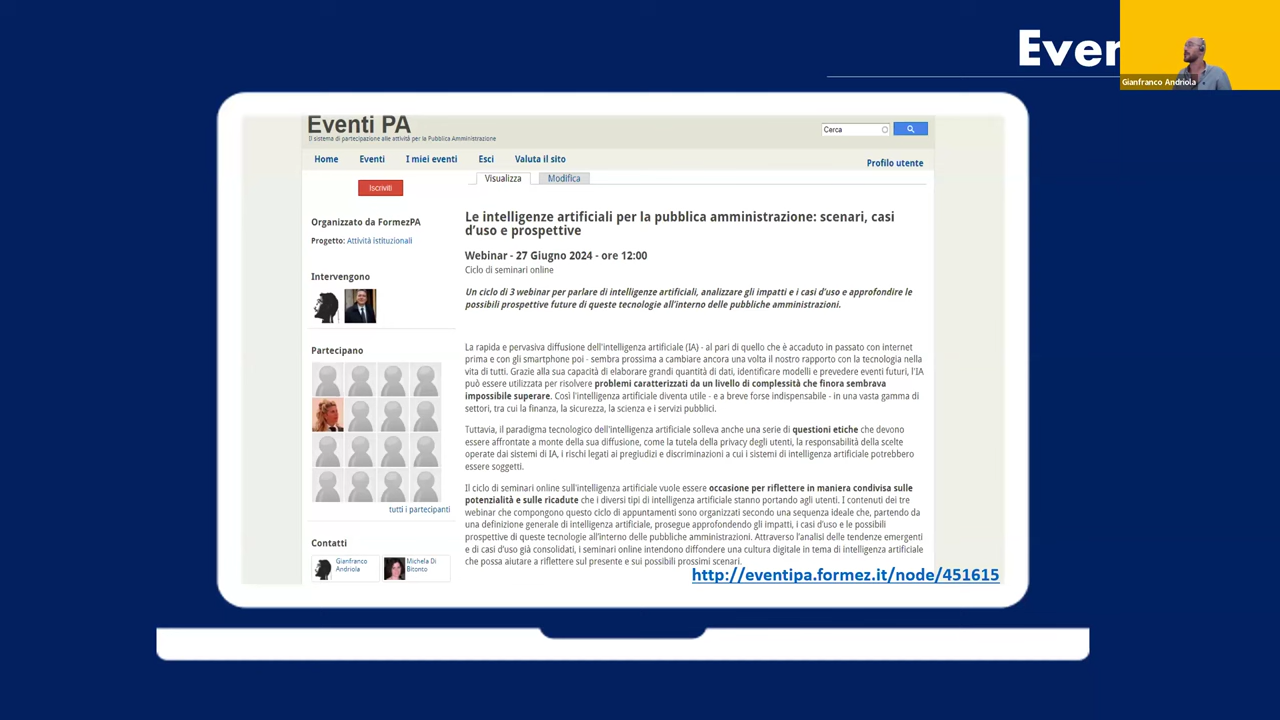 Even
Gianfranco Andriola
Eventi PA
Il sistema di partecipazione alle attività per la Pubblica Amministrazione
Cerca
Home Eventi I miei eventi Esci Valuta il sito
Profilo utente
Iscriviti
Visualizza Modifica
Organizzato da FormezPA
Progetto: Attività istituzionali
Intervengono
Partecipano
tutti i partecipanti
Contatti
Gianfranco
Andriola
Michela Di
Bitonto
Le intelligenze artificiali per la pubblica amministrazione: scenari, casi
d'uso e prospettive
Webinar - 27 Giugno 2024 - ore 12:00
Ciclo di seminari online
Un ciclo di 3 webinar per parlare di intelligenze artificiali, analizzare gli impatti e i casi d'uso e approfondire le
possibili prospettive future di queste tecnologie all'interno delle pubbliche amministrazioni.
La rapida e pervasiva diffusione dell'intelligenza artificiale (IA) - al pari di quello che è accaduto in passato con internet
prima e con gli smartphone poi - sembra prossima a cambiare ancora una volta il nostro rapporto con la tecnologia nella
vita di tutti. Grazie alla sua capacità di elaborare grandi quantità di dati, identificare modelli e prevedere eventi futuri, l'IA
può essere utilizzata per risolvere problemi caratterizzati da un livello di complessità che finora sembrava
impossibile superare. Così l'intelligenza artificiale diventa utile - e a breve forse indispensabile - in una vasta gamma di
settori, tra cui la finanza, la sicurezza, la scienza e i servizi pubblici.
Tuttavia, il paradigma tecnologico dell'intelligenza artificiale solleva anche una serie di questioni etiche che devono
essere affrontate a monte della sua diffusione, come la tutela della privacy degli utenti, la responsabilità della scelte
operate dai sistemi di IA, i rischi legati ai pregiudizi e discriminazioni a cui i sistemi di intelligenza artificiale potrebbero
essere soggetti.
Il ciclo di seminari online sull'intelligenza artificiale vuole essere occasione per riflettere in maniera condivisa sulle
potenzialità e sulle ricadute che i diversi tipi di intelligenza artificiale stanno portando agli utenti. I contenuti dei tre
webinar che compongono questo ciclo di appuntamenti sono organizzati secondo una sequenza ideale che, partendo da
una definizione generale di intelligenza artificiale, prosegue approfondendo gli impatti, i casi d'uso e le possibili
prospettive di queste tecnologie all'interno delle pubbliche amministrazioni. Attraverso l'analisi delle tendenze emergenti
e di casi d'uso già consolidati, i seminari online intendono diffondere una cultura digitale in tema di intelligenza artificiale
che possa aiutare a riflettere sul presente e sui possibili prossimi scenari.
http://eventipa.formez.it/node/451615